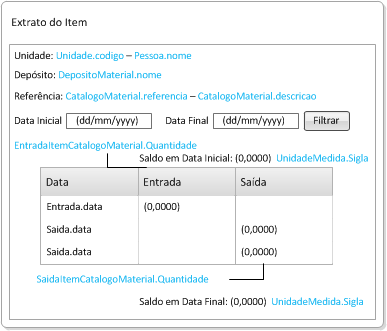 Extrato do Item
Unidade: Unidade.codigo – Pessoa.nome
Depósito: DepositoMaterial.nome
Referência: CatalogoMaterial.referencia – CatalogoMaterial.descricao
Data Inicial (dd/mm/yyyy) Data Final (dd/mm/yyyy) Filtrar
EntradaItemCatalogoMaterial.Quantidade
Saldo em Data Inicial: (0,0000) UnidadeMedida.Sigla
Data Entrada Saída
Entrada.data (0,0000)
Saida.data (0,0000)
Saida.data (0,0000)
SaidaItemCatalogoMaterial.Quantidade
Saldo em Data Final: (0,0000) UnidadeMedida.Sigla